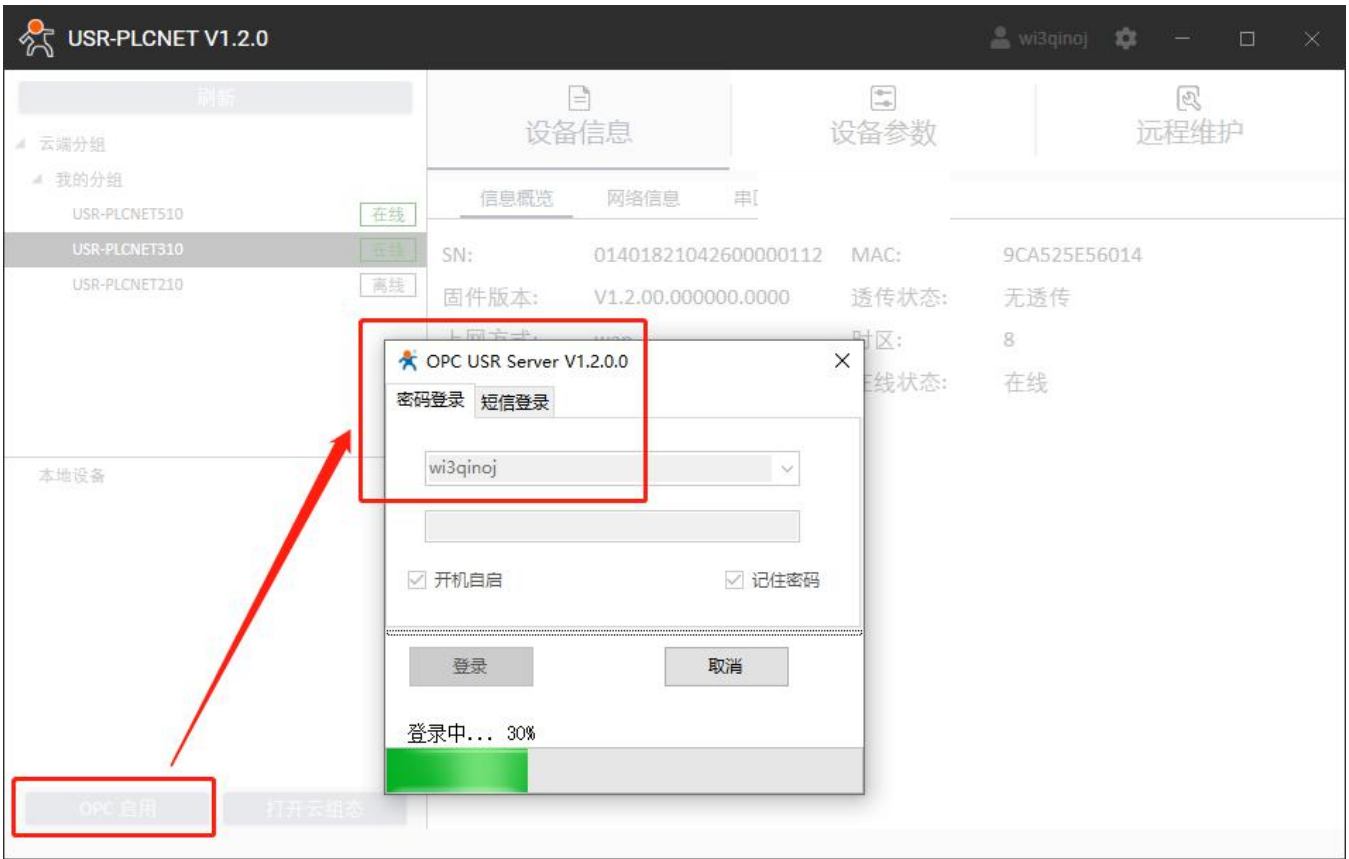 USR-PLCNET V1.2.0
wi3qinoj
刷新
云端分组
我的分组
USR-PLCNET510 在线
USR-PLCNET310 在线
USR-PLCNET210 离线
本地设备
OPC 启用 打开云组态
设备信息 设备参数 远程维护
信息概览 网络信息 串
SN: 01401821042600000112 MAC: 9CA525E56014
固件版本: V1.2.00.000000.0000 透传状态: 无透传
上网方式: wan 时区: 8
在线状态: 在线
OPC USR Server V1.2.0.0
密码登录 短信登录
wi3qinoj
开机自启 记住密码
登录 取消
登录中... 30%